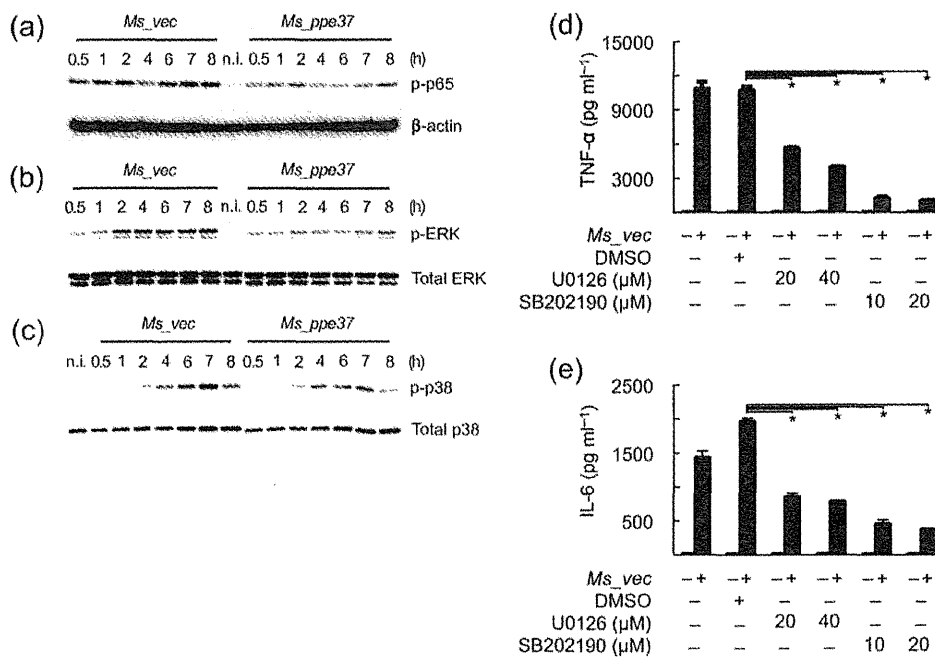 (a)
Ms_vec Ms_ppe37
0.5 1 2 4 6 7 8 n.i. 0.5 1 2 4 6 7 8 (h)
p-p65
β-actin
(b)
Ms_vec Ms_ppe37
0.5 1 2 4 6 7 8 n.i. 0.5 1 2 4 6 7 8 (h)
p-ERK
Total ERK
(c)
Ms_vec Ms_ppe37
n.i. 0.5 1 2 4 6 7 8 0.5 1 2 4 6 7 8 (h)
p-p38
Total p38
(d)
15000
9000
3000
TNF-α (pg ml⁻¹)
* * * *
Ms_vec – + – + – + – + – + – +
DMSO – + – – – –
U0126 (µM) – – 20 40 – –
SB202190 (µM) – – – – 10 20
(e)
2500
1500
500
IL-6 (pg ml⁻¹)
* * * *
Ms_vec – + – + – + – + – + – +
DMSO – + – – – –
U0126 (µM) – – 20 40 – –
SB202190 (µM) – – – – 10 20